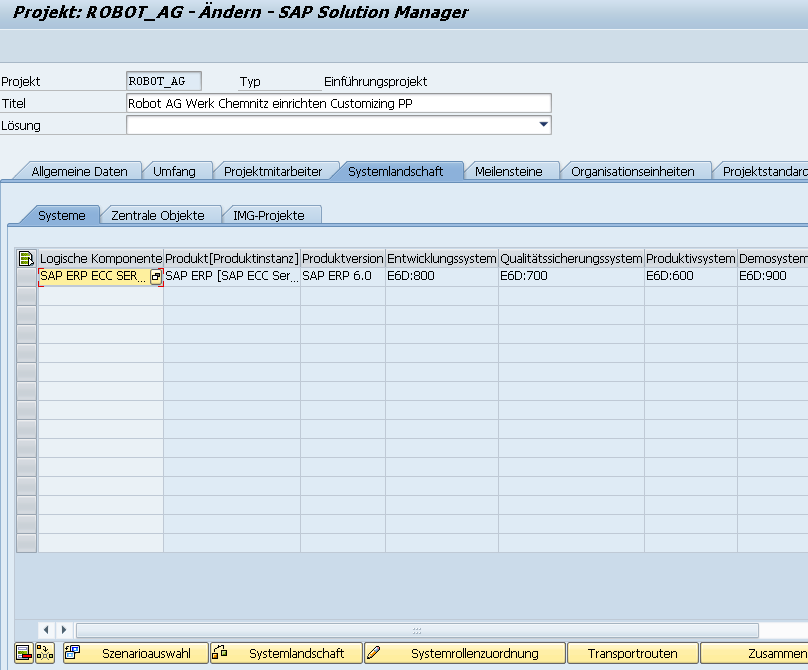 Projekt: ROBOT_AG - Ändern - SAP Solution Manager
Projekt ROBOT_AG Typ Einführungsprojekt
Titel Robot AG Werk Chemnitz einrichten Customizing PP
Lösung
Allgemeine Daten Umfang Projektmitarbeiter Systemlandschaft Meilensteine Organisationseinheiten Projektstandard
Systeme Zentrale Objekte IMG-Projekte
Logische Komponente Produkt[Produktinstanz] Produktversion Entwicklungssystem Qualitätssicherungssystem Produktivsystem Demosystem
SAP ERP ECC SER... SAP ERP [SAP ECC Ser... SAP ERP 6.0 E6D:800 E6D:700 E6D:600 E6D:900
Szenarioauswahl Systemlandschaft Systemrollenzuordnung Transportrouten Zusammen